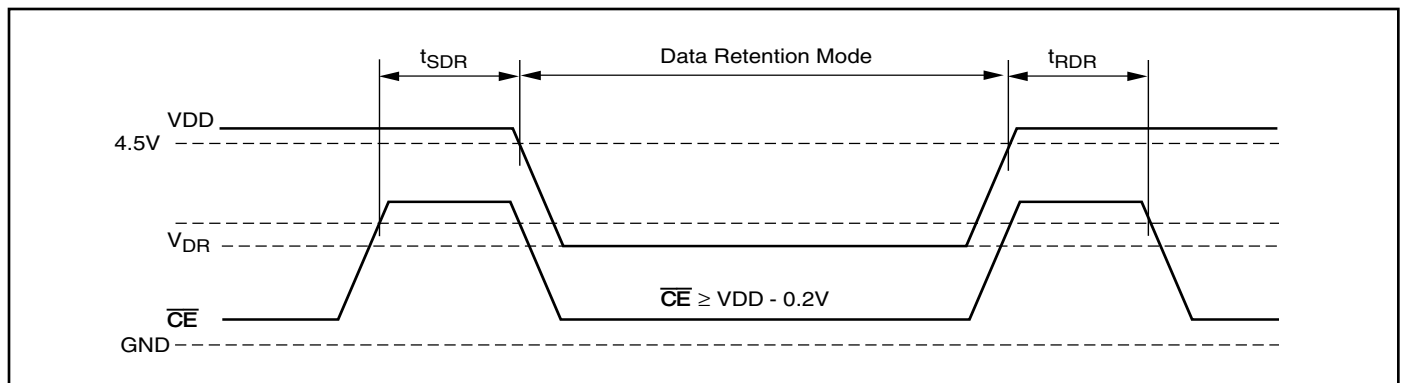 tSDR Data Retention Mode tRDR
VDD
4.5V
VDR
CE ≥ VDD - 0.2V
CE
GND